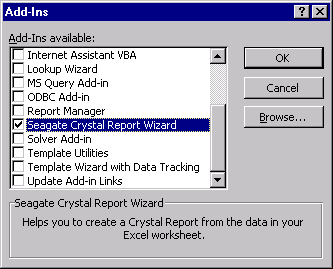 Add-Ins
Add-Ins available:
Internet Assistant VBA
Lookup Wizard
MS Query Add-in
ODBC Add-in
Report Manager
Seagate Crystal Report Wizard
Solver Add-in
Template Utilities
Template Wizard with Data Tracking
Update Add-in Links
OK
Cancel
Browse...
Seagate Crystal Report Wizard
Helps you to create a Crystal Report from the data in your
Excel worksheet.